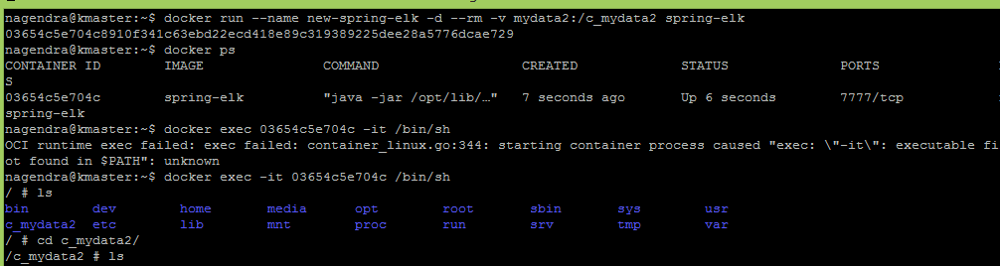 nagendra@kmaster:~$ docker run --name new-spring-elk -d --rm -v mydata2:/c_mydata2 spring-elk
03654c5e704c8910f341c63ebd22ecd418e89c319389225dee28a5776dcae729
nagendra@kmaster:~$ docker ps
CONTAINER ID        IMAGE               COMMAND                  CREATED             STATUS              PORTS
S
03654c5e704c        spring-elk          "java -jar /opt/lib/…"   7 seconds ago       Up 6 seconds        7777/tcp
spring-elk
nagendra@kmaster:~$ docker exec 03654c5e704c -it /bin/sh
OCI runtime exec failed: exec failed: container_linux.go:344: starting container process caused "exec: \"-it\": executable fi
ot found in $PATH": unknown
nagendra@kmaster:~$ docker exec -it 03654c5e704c /bin/sh
/ # ls
bin        dev        home       media      opt        root       sbin       sys        usr
c_mydata2  etc        lib        mnt        proc       run        srv        tmp        var
/ # cd c_mydata2/
/c_mydata2 # ls